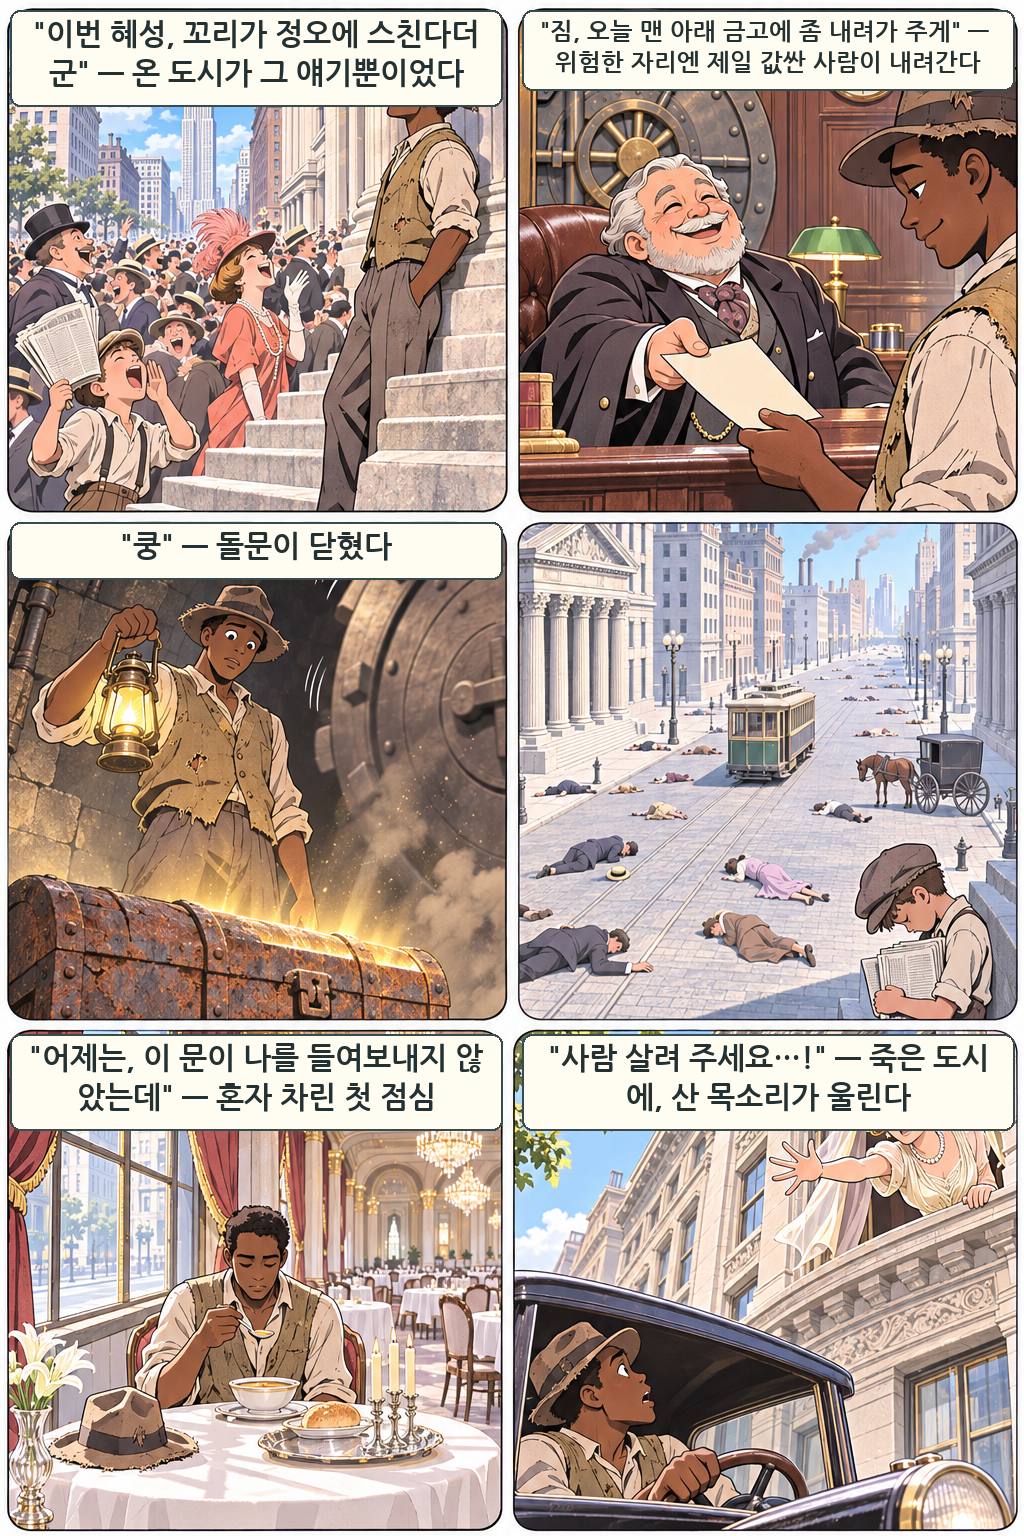 "이번 혜성, 꼬리가 정오에 스친다더
군" — 온 도시가 그 얘기뿐이었다
"짐, 오늘 맨 아래 금고에 좀 내려가 주게" —
위험한 자리엔 제일 값싼 사람이 내려간다
"쿵" — 돌문이 닫혔다
"어제는, 이 문이 나를 들여보내지 않
았는데" — 혼자 차린 첫 점심
"사람 살려 주세요…!" — 죽은 도시
에, 산 목소리가 울린다